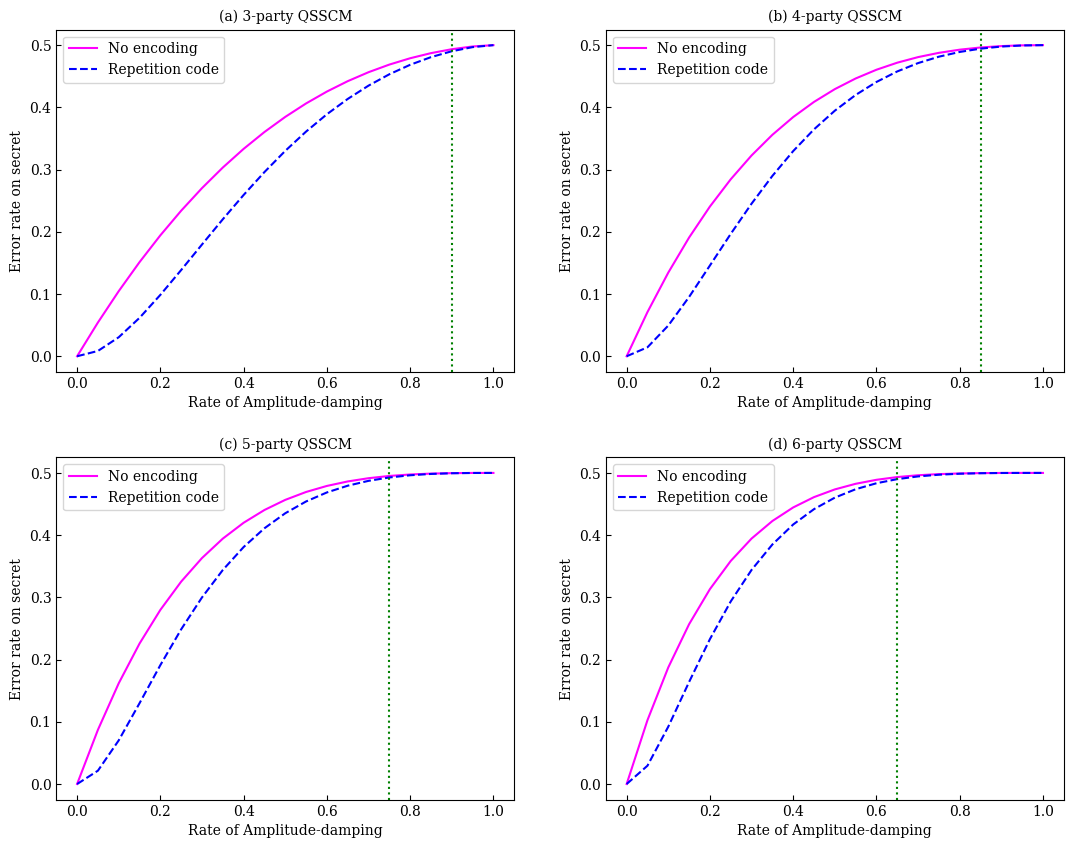 (a) 3-party QSSCM
No encoding
Repetition code
0.5
0.4
0.3
0.2
0.1
0.0
Error rate on secret
0.0 0.2 0.4 0.6 0.8 1.0
Rate of Amplitude-damping
(b) 4-party QSSCM
No encoding
Repetition code
0.5
0.4
0.3
0.2
0.1
0.0
Error rate on secret
0.0 0.2 0.4 0.6 0.8 1.0
Rate of Amplitude-damping
(c) 5-party QSSCM
No encoding
Repetition code
0.5
0.4
0.3
0.2
0.1
0.0
Error rate on secret
0.0 0.2 0.4 0.6 0.8 1.0
Rate of Amplitude-damping
(d) 6-party QSSCM
No encoding
Repetition code
0.5
0.4
0.3
0.2
0.1
0.0
Error rate on secret
0.0 0.2 0.4 0.6 0.8 1.0
Rate of Amplitude-damping